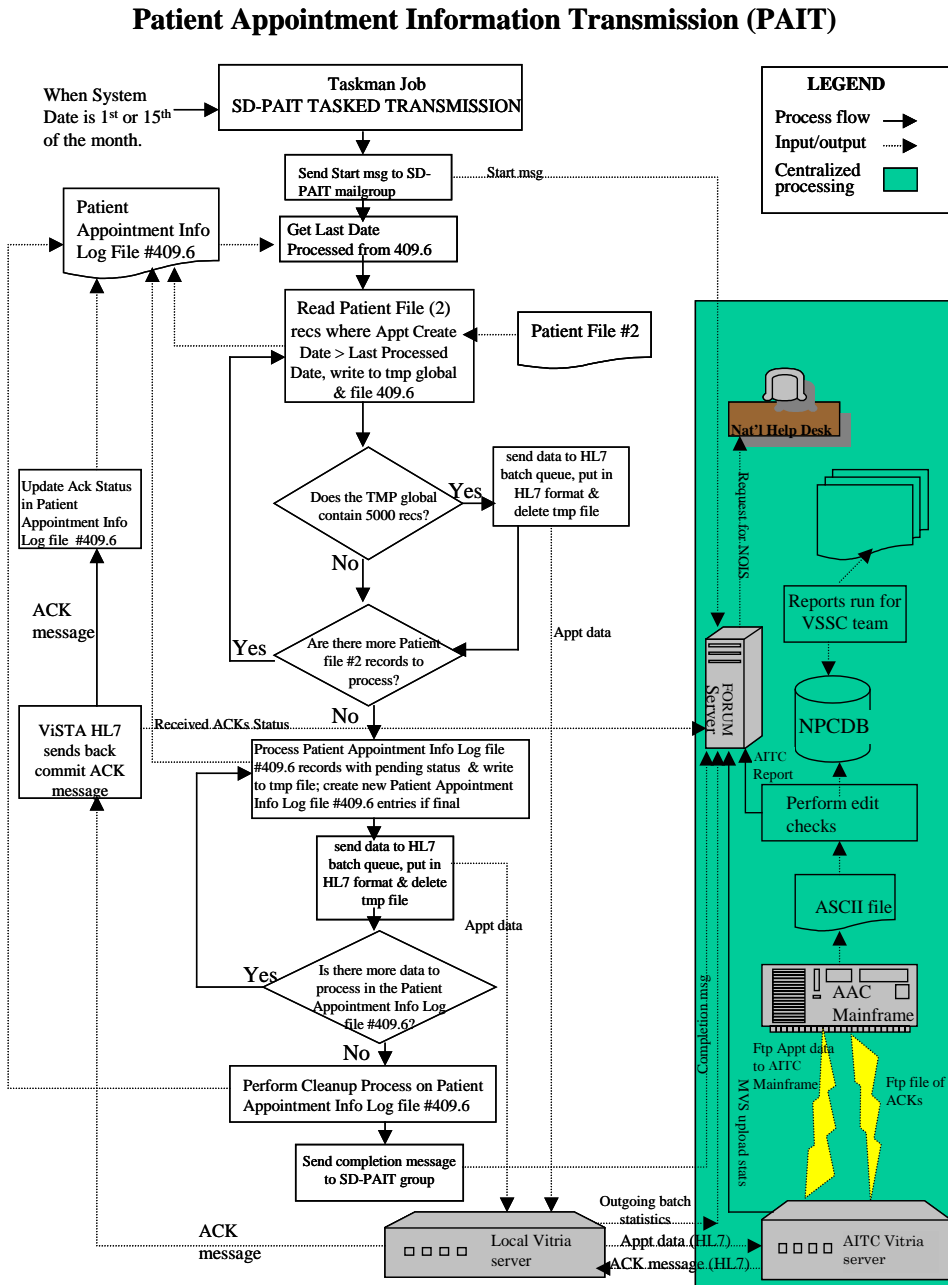 Patient Appointment Information Transmission (PAIT)
When System
Date is 1st or 15th
of the month.
Taskman Job
SD-PAIT TASKED TRANSMISSION
LEGEND
Process flow
Input/output
Centralized
processing
Send Start msg to SD-
PAIT mailgroup
Start msg
Patient
Appointment Info
Log File #409.6
Get Last Date
Processed from 409.6
Read Patient File (2)
recs where Appt Create
Date > Last Processed
Date, write to tmp global
& file 409.6
Patient File #2
Nat'l Help Desk
Request for NOIS
Does the TMP global
contain 5000 recs?
Yes
No
send data to HL7
batch queue, put in
HL7 format &
delete tmp file
Update Ack Status
in Patient
Appointment Info
Log file #409.6
ACK
message
Appt data
Reports run for
VSSC team
Are there more Patient
file #2 records to
process?
Yes
No
FORUM
Server
NPCDB
ViSTA HL7
sends back
commit ACK
message
Received ACKs Status
Process Patient Appointment Info Log file
#409.6 records with pending status & write
to tmp file; create new Patient Appointment
Info Log file #409.6 entries if final
AITC
Report
Perform edit
checks
send data to HL7
batch queue, put in
HL7 format & delete
tmp file
Appt data
ASCII file
Is there more data to
process in the Patient
Appointment Info Log
file #409.6?
Yes
No
AAC
Mainframe
Completion msg
MVS upload stats
Ftp Appt data
to AITC
Mainframe
Ftp file of
ACKs
Perform Cleanup Process on Patient
Appointment Info Log file #409.6
Send completion message
to SD-PAIT group
Outgoing batch
statistics
ACK
message
Local Vitria
server
Appt data (HL7)
ACK message (HL7)
AITC Vitria
server